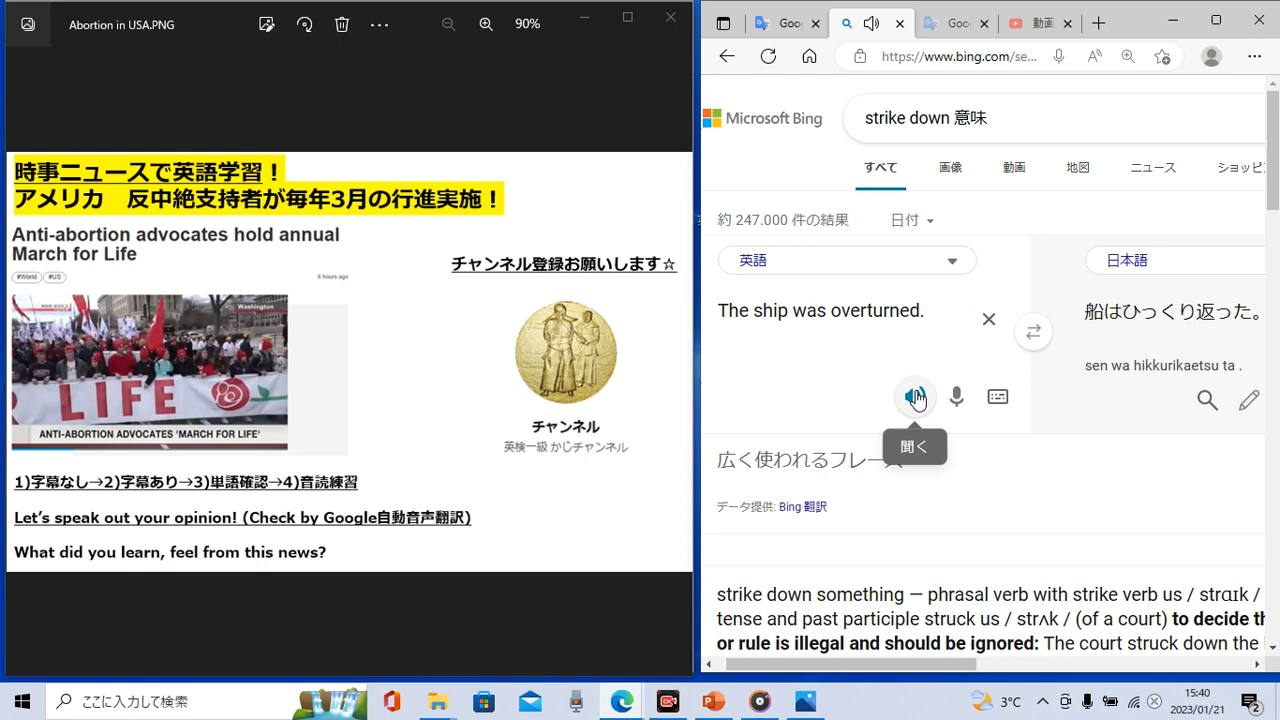 Abortion in USA.PNG
90%
時事ニュースで英語学習！
アメリカ　反中絶支持者が毎年3月の行進実施！
Anti-abortion advocates hold annual
March for Life
#World #US
6 hours ago
チャンネル登録お願いします☆
Washington
LIFE
ANTI-ABORTION ADVOCATES 'MARCH FOR LIFE'
チャンネル
英検一級 かじチャンネル
1)字幕なし→2)字幕あり→3)単語確認→4)音読練習
Let's speak out your opinion! (Check by Google自動音声翻訳)
What did you learn, feel from this news?
Goo
Goo
動画
https://www.bing.com/se...
Microsoft Bing
strike down 意味
すべて 画像 動画 地図 ニュース ショッピ
約 247.000 件の結果 日付
英語 日本語
The ship was overturned.
船はひっくり返った。
sen wa hikkurikaetsu ta .
聞く
広く使われるフレーズ
データ提供: Bing 翻訳
strike down something — phrasal verb with strike verb us / straɪk /
tense and past participle struck us / strʌk / (of a court) to decide th
or rule is illegal and should be ignored: The court struck down the
ここに入力して検索
3°C
15:40
2023/01/21
2